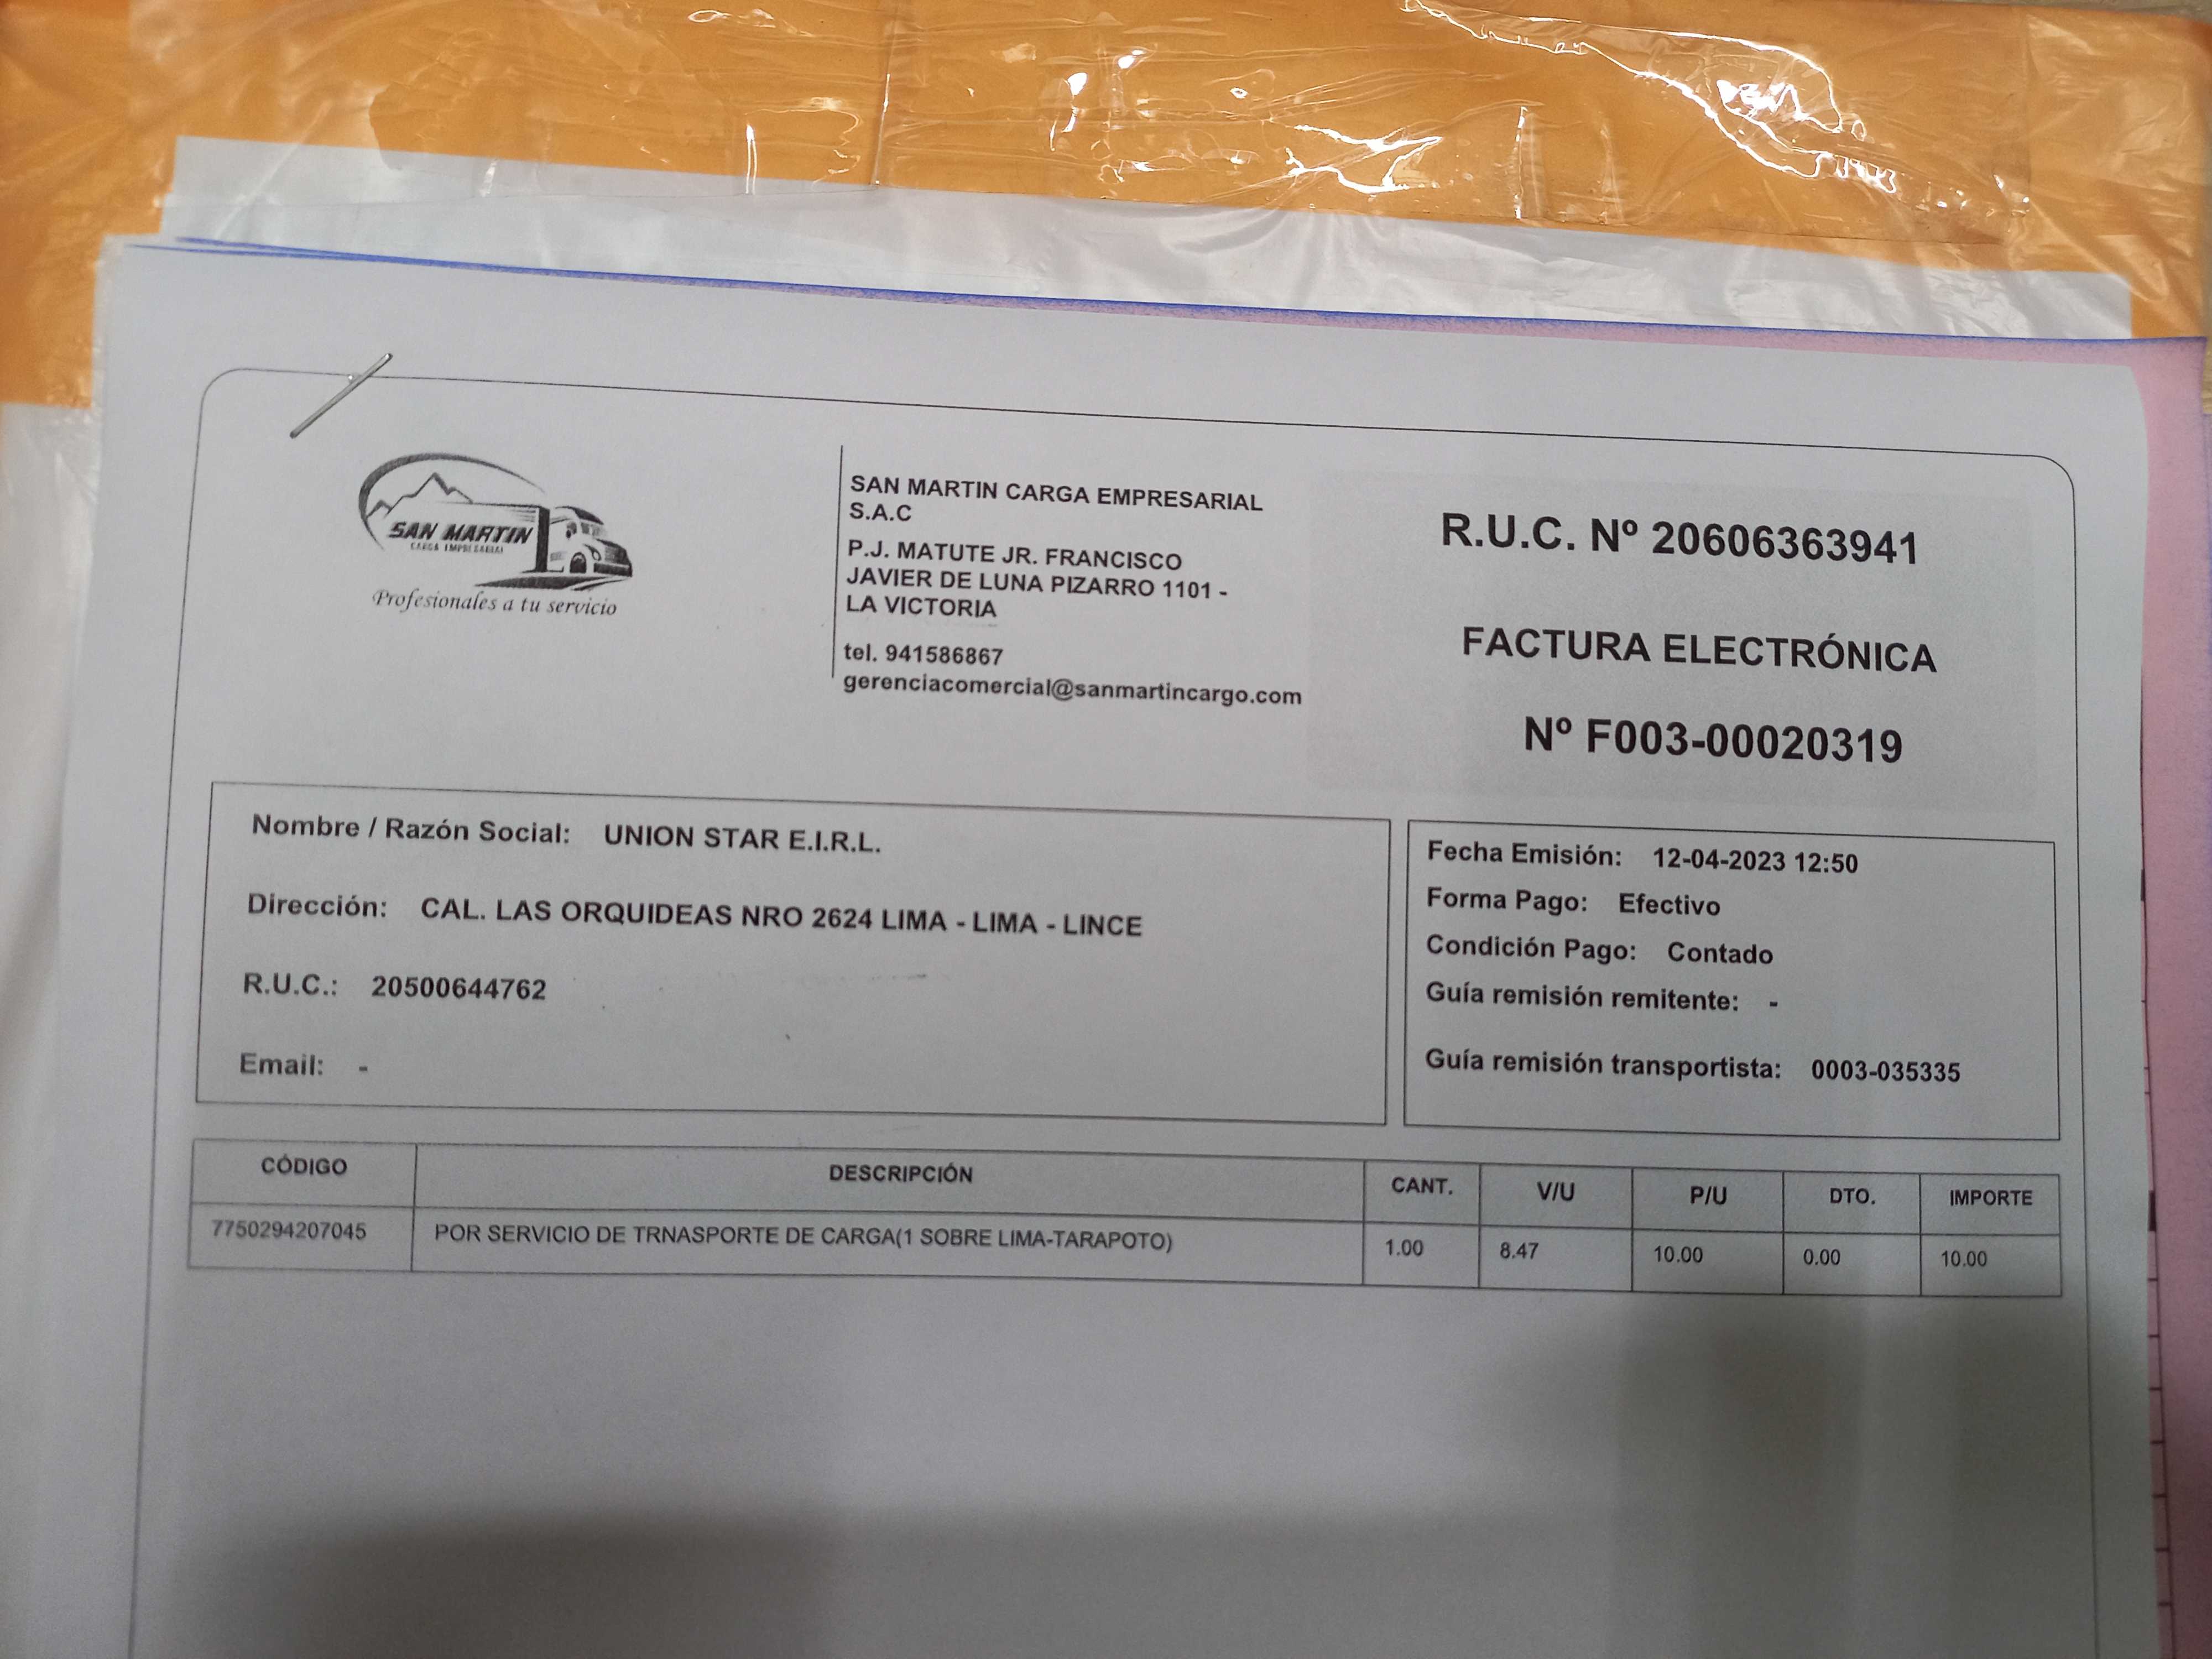 SAN MARTIN
CARGA EMPRESARIAL
Profesionales a tu servicio
SAN MARTIN CARGA EMPRESARIAL
S.A.C
P.J. MATUTE JR. FRANCISCO
JAVIER DE LUNA PIZARRO 1101 -
LA VICTORIA
tel. 941586867
gerenciacomercial@sanmartincargo.com
R.U.C. Nº 20606363941
FACTURA ELECTRÓNICA
Nº F003-00020319
Nombre / Razón Social: UNION STAR E.I.R.L.
Dirección: CAL. LAS ORQUIDEAS NRO 2624 LIMA - LIMA - LINCE
R.U.C.: 20500644762
Email: -
Fecha Emisión: 12-04-2023 12:50
Forma Pago: Efectivo
Condición Pago: Contado
Guía remisión remitente: -
Guía remisión transportista: 0003-035335
CÓDIGO DESCRIPCIÓN CANT. V/U P/U DTO. IMPORTE
7750294207045 POR SERVICIO DE TRNASPORTE DE CARGA(1 SOBRE LIMA-TARAPOTO) 1.00 8.47 10.00 0.00 10.00